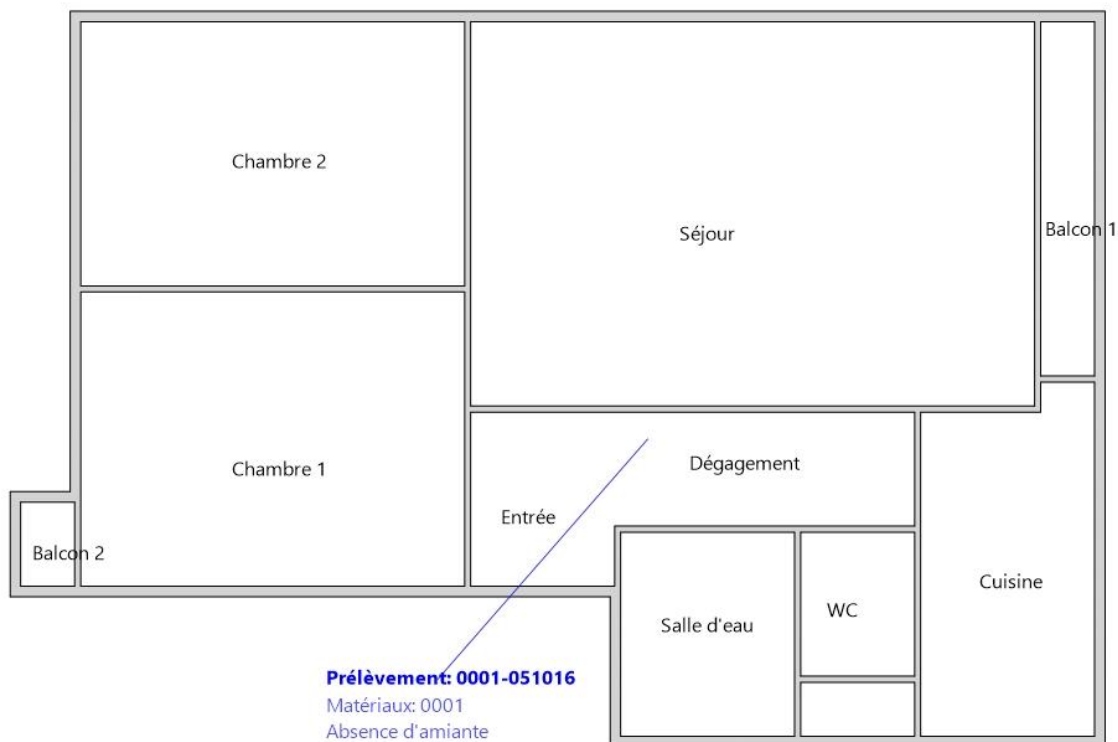 Chambre 2
Séjour
Balcon 1
Chambre 1
Dégagement
Entrée
Balcon 2
Cuisine
WC
Salle d'eau
Prélèvement: 0001-051016
Matériaux: 0001
Absence d'amiante